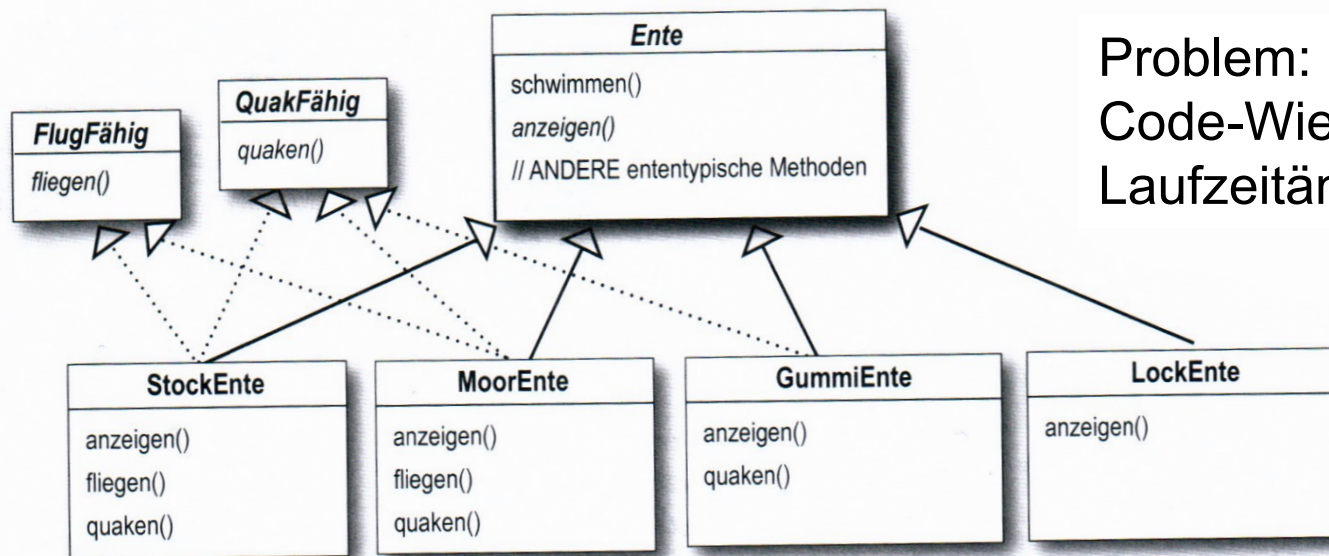 Ente
schwimmen()
anzeigen()
// ANDERE ententypische Methoden
Problem:
Code-Wie
Laufzeitär
QuakFähig
quaken()
FlugFähig
fliegen()
StockEnte
anzeigen()
fliegen()
quaken()
MoorEnte
anzeigen()
fliegen()
quaken()
GummiEnte
anzeigen()
quaken()
LockEnte
anzeigen()